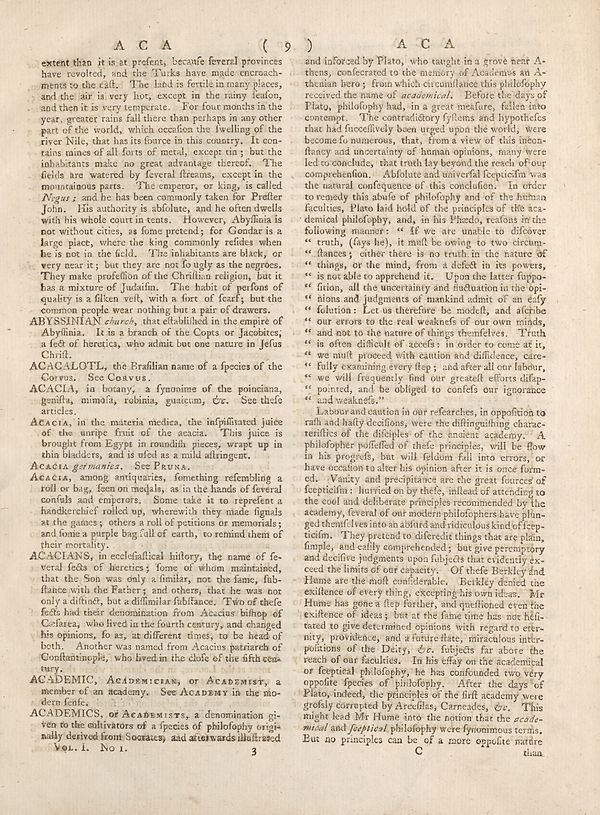 A C A ( 9 ) A C A
extent than it is at preſent, becauſe ſeveral provinces
have revolted, and the Turks have made encroach-
ments to the eaſt. The land is fertile in many places,
and the air is very hot, except in the rainy ſeaſon,
and then it is very temperate. For four months in the
year, greater rains fall there than perhaps in any other
part of the world, which occaſion the ſwelling of the
river Nile, that has its ſource in this country. It con-
tains mines of all ſorts of metal, except tin; but the
inhabitants make no great advantage thereof. The
fields are watered by ſeveral ſtreams, except in the
mountainous parts. The emperor, or king, is called
Negus; and he has been commonly taken for Preſter
John. His authority is abſolute, and he often dwells
with his whole court in tents. However, Abyſſinia is
not without cities, as ſome pretend; for Gondar is a
large place, where the king commonly reſides when
he is not in the field. The inhabitants are black, or
very near it; but they are not ſo ugly as the negroes.
They make profeſſion of the Chriſtian religion, but it
has a mixture of Judaiſm. The habit of perſons of
quality is a ſilken veſt, with a ſort of ſcarf; but the
common people wear nothing but a pair of drawers.
ABYSSINIAN church, that eſtabliſhed in the empire of
Abyſſinia. It is a branch of the Copts or Jacobites,
a ſect of heretics, who admit but one nature in Jeſus
Chriſt.
ACACALOTL, the Braſilian name of a ſpecies of the
Corvus. See CORVUS.
ACACIA, in botany, a ſynonime of the poinciana,
geniſta, mimoſa, robinia, guaicum, &c. See theſe
articles.
ACACIA, in the materia medica, the inſpiſſated juice
of the unripe fruit of the acacia. This juice is
brought from Egypt in roundiſh pieces, wrapt up in
thin bladders, and is uſed as a mild aſtringent.
ACACIA germanica. See PRUNA.
ACACIA, among antiquaries, ſomething reſembling a
roll or bag, ſeen on medals, as in the hands of ſeveral
conſuls and emperors. Some take it to repreſent a
handkerchief rolled up, wherewith they made ſignals
at the games; others a roll of petitions or memorials;
and ſome a purple bag full of earth, to remind them of
their mortality.
ACACIANS, in eccleſiaſtical hiſtory, the name of ſe-
veral ſects of heretics; ſome of whom maintained,
that the Son was only a ſimilar, not the ſame, ſub-
ſtance with the Father; and others, that he was not
only a diſtinct, but a diſſimilar ſubſtance. Two of theſe
ſects had their denomination from Acacius biſhop of
Cæſarea, who lived in the fourth century, and changed
his opinions, ſo as, at different times, to be head of
both. Another was named from Acacius patriarch of
Conſtantinople, who lived in the cloſe of the fifth cen-
tury.
ACADEMIC, ACADEMICIAN, or ACADEMIST, a
member of an academy. See ACADEMY in the mo-
dern ſenſe.
ACADEMICS, or ACADEMISTS, a denomination gi-
ven to the cultivators of a ſpecies of philoſophy origi-
nally derived from Socrates, and afterwards illuſtrated
VOL. I. No 1. 3
and inforced by Plato, who taught in a grove near A-
thens, conſecrated to the memory of Academus an A-
thenian hero; from which circumſtance this philoſophy
received the name of academical. Before the days of
Plato, philoſophy had, in a great meaſure, fallen into
contempt. The contradictory ſyſtems and hypotheſes
that had ſucceſſively been urged upon the world, were
become ſo numerous, that, from a view of this incon-
ſtancy and uncertainty of human opinions, many were
led to conclude, that truth lay beyond the reach of our
comprehenſion. Abſolute and univerſal ſcepticiſm was
the natural conſequence of this concluſion. In order
to remedy this abuſe of philoſophy and of the human
faculties, Plato laid hold of the principles of the aca-
demical philoſophy, and, in his Phædo, reaſons in the
following manner: “ If we are unable to diſcover
“ truth, (ſays he), it muſt be owing to two circum-
“ ſtances; either there is no truth in the nature of
“ things, or the mind, from a defect in its powers,
“ is not able to apprehend it. Upon the latter ſuppo-
“ ſition, all the uncertainty and fluctuation in the opi-
“ nions and judgments of mankind admit of an eaſy
“ ſolution: Let us therefore be modeſt, and aſcribe
“ our errors to the real weakneſs of our own minds,
“ and not to the nature of things themſelves. Truth
“ is often difficult of acceſs: in order to come at it,
“ we muſt proceed with caution and diffidence, care-
“ fully examining every ſtep; and after all our labour,
“ we will frequently find our greateſt efforts diſap-
“ pointed, and be obliged to confeſs our ignorance
“ and weakneſs.”
Labour and caution in our reſearches, in oppoſition to
raſh and haſty deciſions, were the diſtinguiſhing charac-
teriſtics of the diſciples of the ancient academy. A
philoſopher poſſeſſed of theſe principles, will be ſlow
in his progreſs, but will ſeldom fall into errors, or
have occaſion to alter his opinion after it is once form-
ed. Vanity and precipitance are the great ſources of
ſcepticiſm: hurried on by theſe, inſtead of attending to
the cool and deliberate principles recommended by the
academy, ſeveral of our modern philoſophers have plun-
ged themſelves into an abſurd and ridiculous kind of ſcep-
ticiſm. They pretend to diſcredit things that are plain,
ſimple, and eaſily comprehended; but give peremptory
and deciſive judgments upon ſubjects that evidently ex-
ceed the limits of our capacity. Of theſe Berkley and
Hume are the moſt conſiderable. Berkley denied the
exiſtence of every thing, excepting his own ideas. Mr
Hume has gone a ſtep further, and queſtioned even the
exiſtence of ideas; but at the ſame time has not heſi-
tated to give determined opinions with regard to eter-
nity, providence, and a future ſtate, miraculous inter-
poſitions of the Deity, &c. ſubjects far above the
reach of our faculties. In his eſſay on the academical
or ſceptical philoſophy, he has confounded two very
oppoſite ſpecies of philoſophy. After the days of
Plato, indeed, the principles of the firſt academy were
groſsly corrupted by Arceſilas, Carneades, &c. This
might lead Mr Hume into the notion that the acade-
mical and ſceptical philoſophy were ſynonimous terms.
But no principles can be of a more oppoſite nature
C than